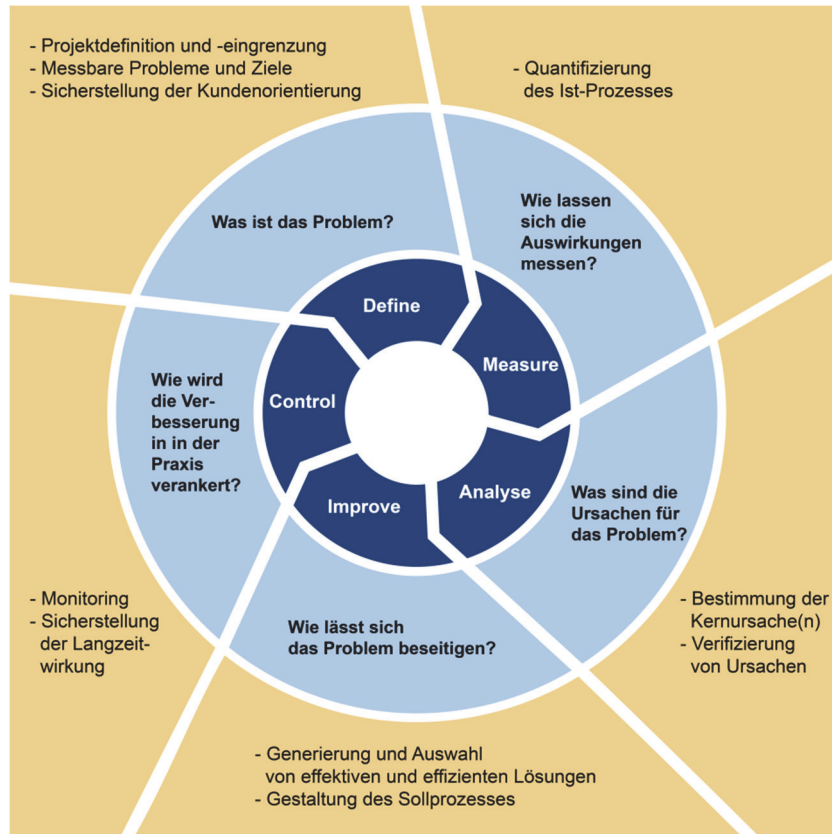 - Projektdefinition und -eingrenzung
- Messbare Probleme und Ziele
- Sicherstellung der Kundenorientierung
- Quantifizierung
des Ist-Prozesses
Was ist das Problem?
Wie lassen
sich die
Auswirkungen
messen?
Define
Measure
Control
Analyse
Improve
Wie wird
die Ver-
besserung
in in der
Praxis
verankert?
Was sind die
Ursachen für
das Problem?
Wie lässt sich
das Problem beseitigen?
- Monitoring
- Sicherstellung
der Langzeit-
wirkung
- Bestimmung der
Kernursache(n)
- Verifizierung
von Ursachen
- Generierung und Auswahl
von effektiven und effizienten Lösungen
- Gestaltung des Sollprozesses